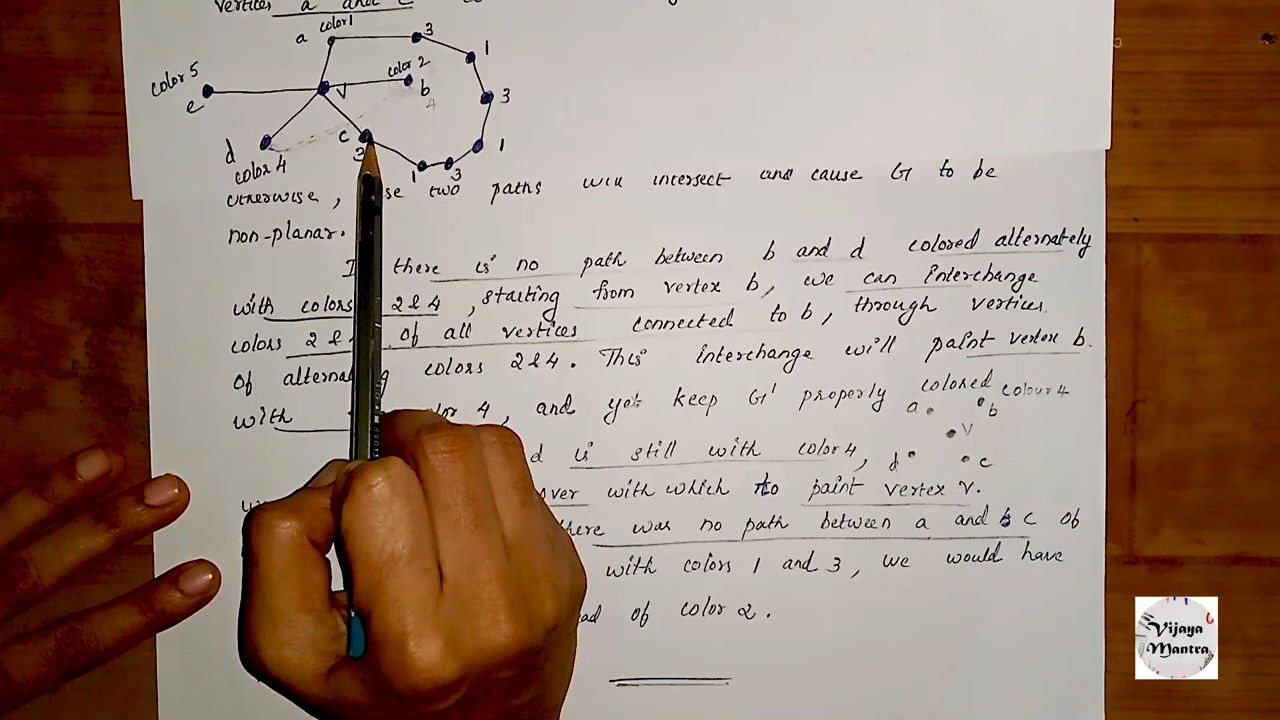 vertices a and c
a color 1
3
1
color 5
color 2
e
v
b
4
3
c
1
d
3
color 4
1
3
otherwise, two paths will intersect and cause G to be
non-planar.
there is no path between b and d colored alternately
with colors 2 & 4, starting from vertex b, we can interchange
colors 2 & of all vertices connected to b, through vertices
of colors 2 & 4. This interchange will paint vertex b.
with 4, and yet keep G' properly colored
colour 4
a
b
v
d is still with color 4,
d
c
with which to paint vertex v.
there was no path between a and c of
with colors 1 and 3, we would have
of color 2.
Vijaya
Mantra